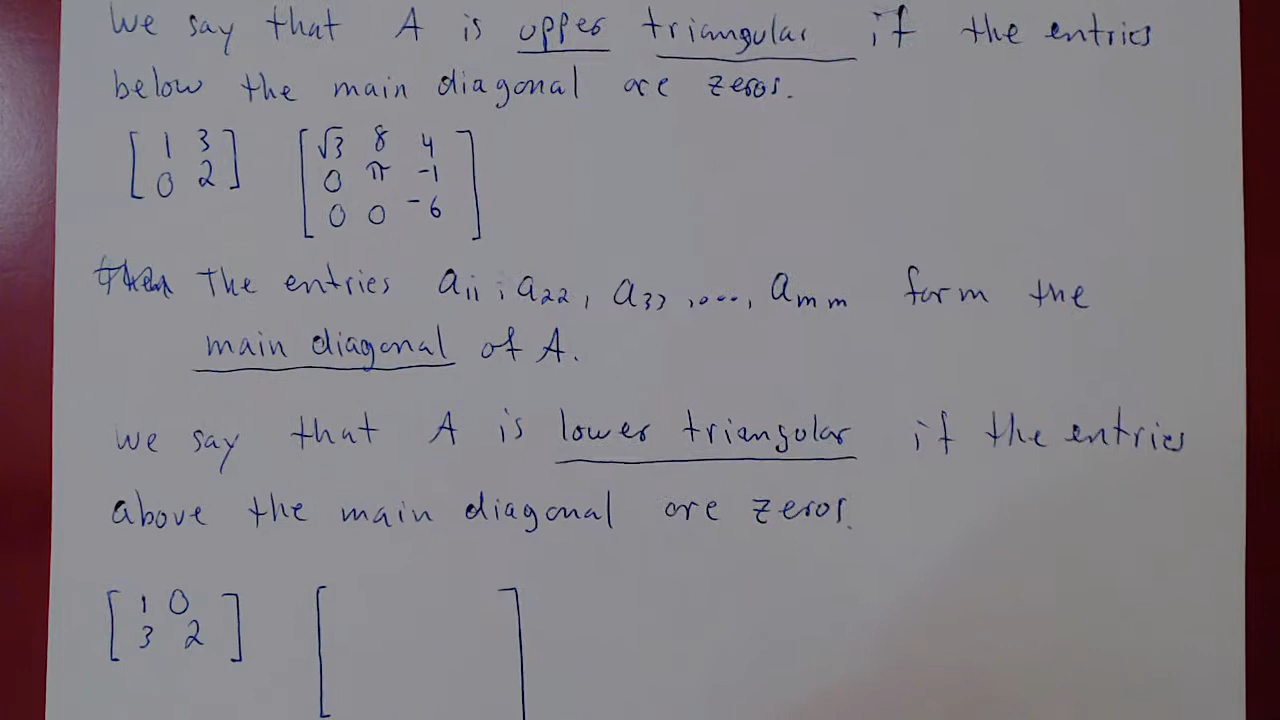 We say that A is upper triangular if the entries
below the main diagonal are zeros.
[1 3; 0 2] [√3 8 4; 0 π -1; 0 0 -6]
The entries a11, a22, a33, ..., amm form the
main diagonal of A.
We say that A is lower triangular if the entries
above the main diagonal are zeros.
[1 0; 3 2] [ ]